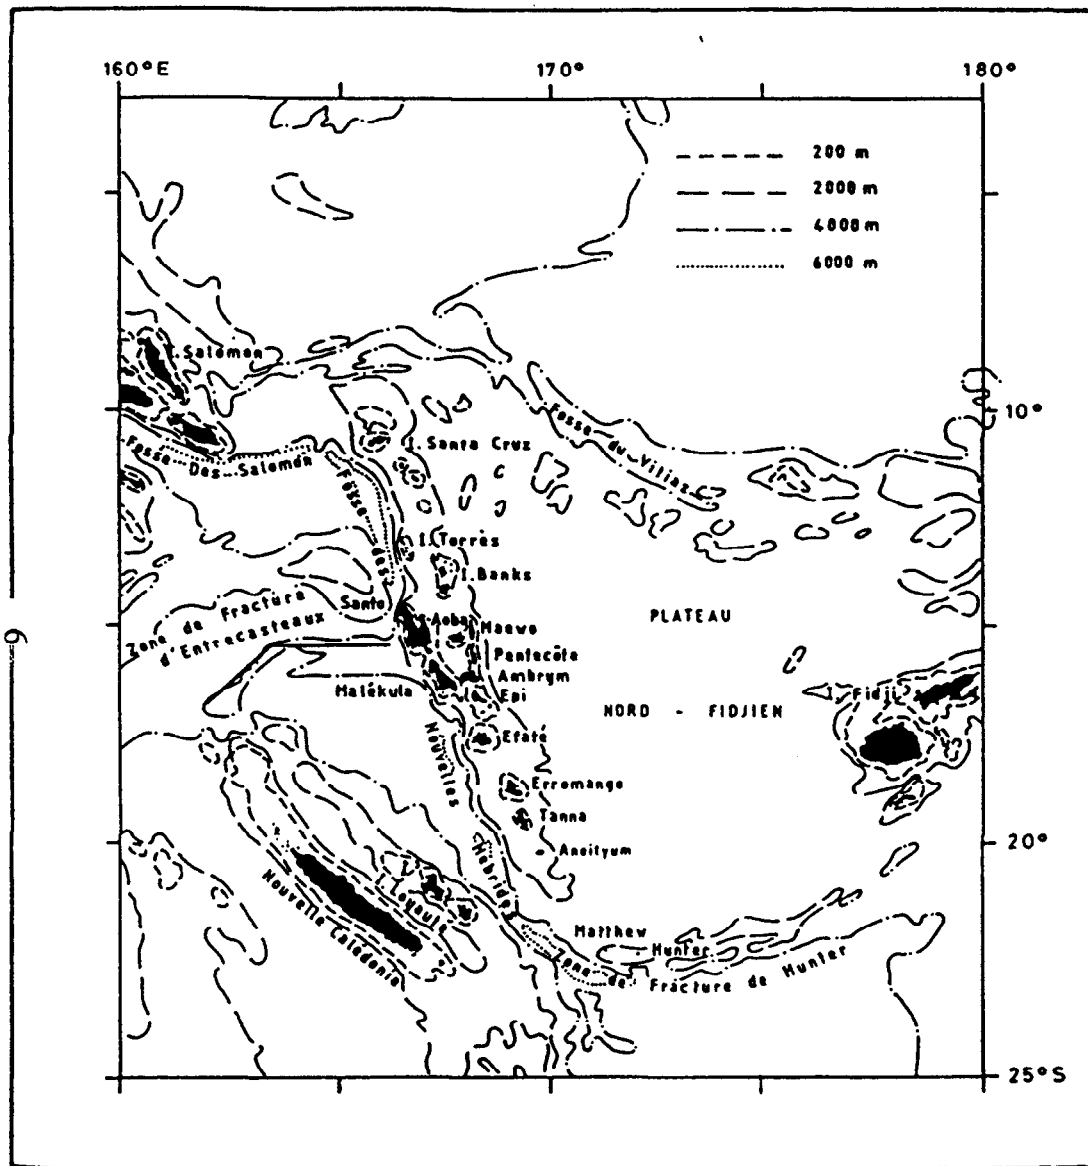 160°E 170° 180°
200 m
2000 m
4000 m
6000 m
I. Salomon
10°
Fosse du Vitiaz
I. Santa Cruz
Fosse Des Salomon
Fosse des
I. Torrès
I. Banks
Zone de Fracture
d'Entrecasteaux
Santo
Aoba
Maewo
PLATEAU
Pentecôte
Ambrym
Malékula
Epi
I. Fidji
NORD - FIDJIEN
Nouvelles
Efaté
Erromango
Tanna
20°
Aneityum
Hébrides
Nouvelle Calédonie
Loyauté
Matthew
Hunter
Zone de Fracture de Hunter
25°S
9